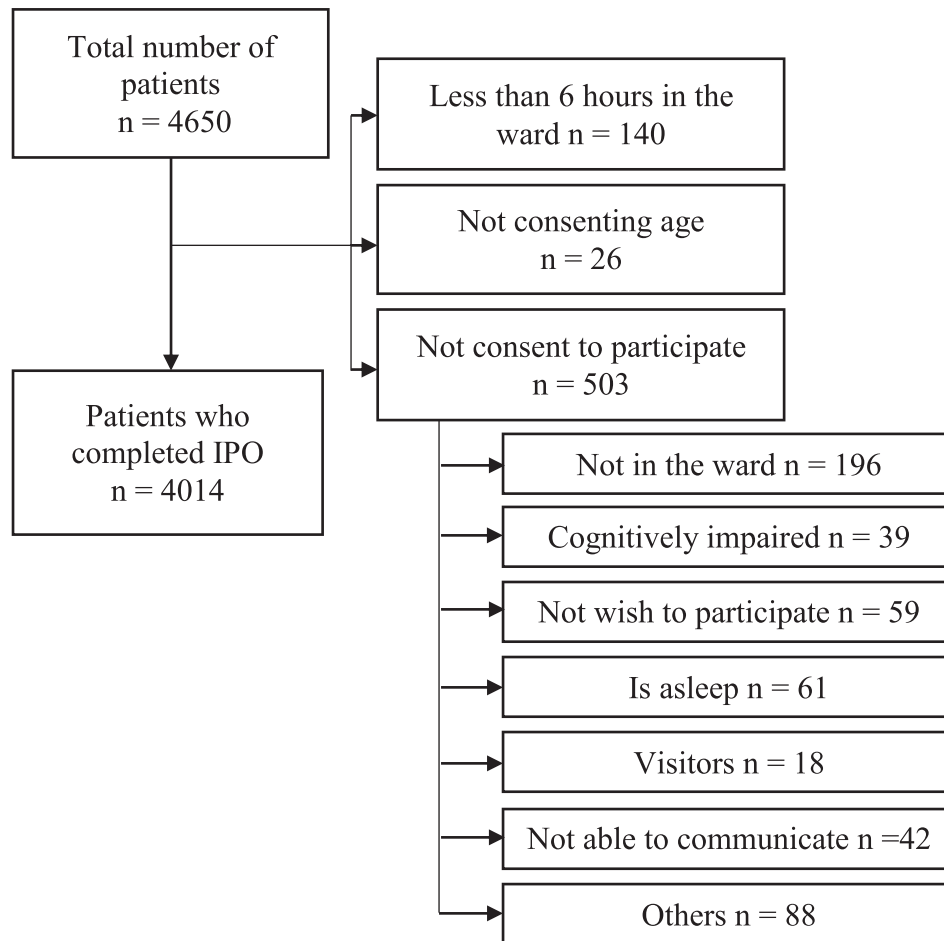 Total number of
patients
n = 4650
Less than 6 hours in the
ward n = 140
Not consenting age
n = 26
Not consent to participate
n = 503
Patients who
completed IPO
n = 4014
Not in the ward n = 196
Cognitively impaired n = 39
Not wish to participate n = 59
Is asleep n = 61
Visitors n = 18
Not able to communicate n =42
Others n = 88